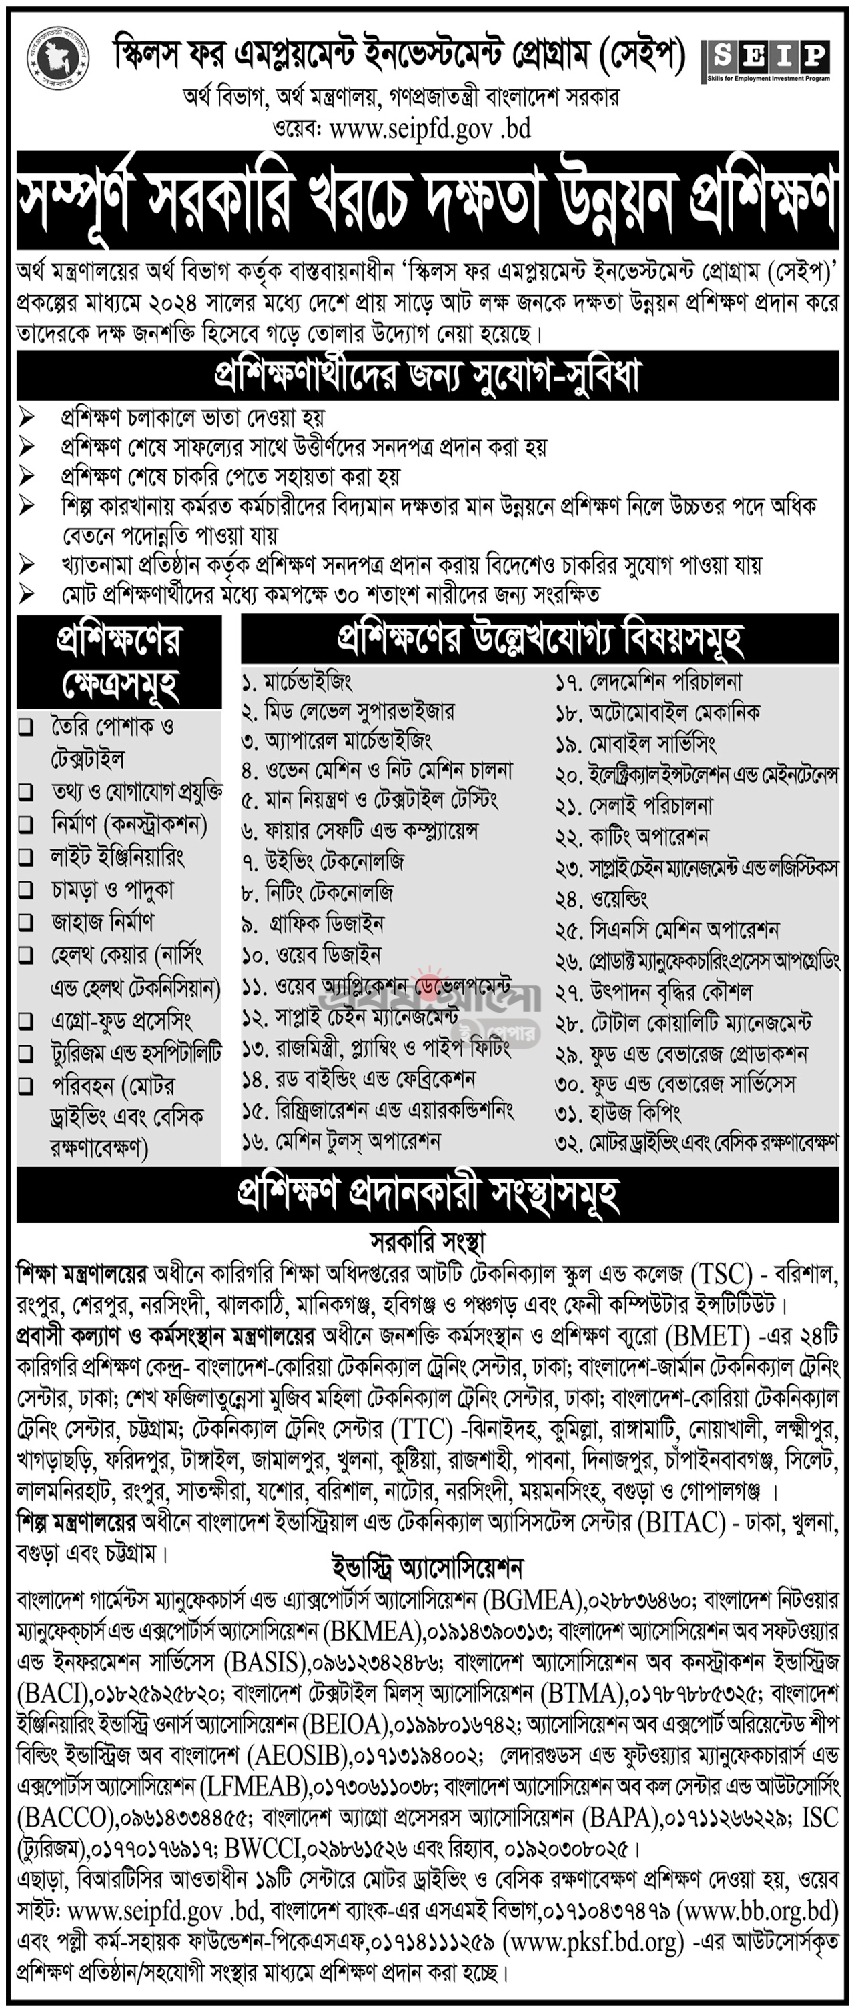 স্কিলস ফর এমপ্লয়মেন্ট ইনভেস্টমেন্ট প্রোগ্রাম (সেইপ)
SEIP
Skills for Employment Investment Program
অর্থ বিভাগ, অর্থ মন্ত্রণালয়, গণপ্রজাতন্ত্রী বাংলাদেশ সরকার
ওয়েব: www.seipfd.gov .bd
সম্পূর্ণ সরকারি খরচে দক্ষতা উন্নয়ন প্রশিক্ষণ
অর্থ মন্ত্রণালয়ের অর্থ বিভাগ কর্তৃক বাস্তবায়নাধীন ‘স্কিলস ফর এমপ্লয়মেন্ট ইনভেস্টমেন্ট প্রোগ্রাম (সেইপ)’
প্রকল্পের মাধ্যমে ২০২৪ সালের মধ্যে দেশে প্রায় সাড়ে আট লক্ষ জনকে দক্ষতা উন্নয়ন প্রশিক্ষণ প্রদান করে
তাদেরকে দক্ষ জনশক্তি হিসেবে গড়ে তোলার উদ্যোগ নেয়া হয়েছে।
প্রশিক্ষণার্থীদের জন্য সুযোগ-সুবিধা
➢ প্রশিক্ষণ চলাকালে ভাতা দেওয়া হয়
➢ প্রশিক্ষণ শেষে সাফল্যের সাথে উত্তীর্ণদের সনদপত্র প্রদান করা হয়
➢ প্রশিক্ষণ শেষে চাকরি পেতে সহায়তা করা হয়
➢ শিল্প কারখানায় কর্মরত কর্মচারীদের বিদ্যমান দক্ষতার মান উন্নয়নে প্রশিক্ষণ নিলে উচ্চতর পদে অধিক
বেতনে পদোন্নতি পাওয়া যায়
➢ খ্যাতনামা প্রতিষ্ঠান কর্তৃক প্রশিক্ষণ সনদপত্র প্রদান করায় বিদেশেও চাকরির সুযোগ পাওয়া যায়
➢ মোট প্রশিক্ষণার্থীদের মধ্যে কমপক্ষে ৩০ শতাংশ নারীদের জন্য সংরক্ষিত
প্রশিক্ষণের
ক্ষেত্রসমূহ
❑ তৈরি পোশাক ও
টেক্সটাইল
❑ তথ্য ও যোগাযোগ প্রযুক্তি
❑ নির্মাণ (কনস্ট্রাকশন)
❑ লাইট ইঞ্জিনিয়ারিং
❑ চামড়া ও পাদুকা
❑ জাহাজ নির্মাণ
❑ হেলথ কেয়ার (নার্সিং
এন্ড হেলথ টেকনিসিয়ান)
❑ এগ্রো-ফুড প্রসেসিং
❑ ট্যুরিজম এন্ড হসপিটালিটি
❑ পরিবহন (মোটর
ড্রাইভিং এবং বেসিক
রক্ষণাবেক্ষণ)
প্রশিক্ষণের উল্লেখযোগ্য বিষয়সমূহ
১. মার্চেন্ডাইজিং
২. মিড লেভেল সুপারভাইজার
৩. অ্যাপারেল মার্চেন্ডাইজিং
৪. ওভেন মেশিন ও নিট মেশিন চালনা
৫. মান নিয়ন্ত্রণ ও টেক্সটাইল টেস্টিং
৬. ফায়ার সেফটি এন্ড কমপ্ল্যায়েন্স
৭. উইভিং টেকনোলজি
৮. নিটিং টেকনোলজি
৯. গ্রাফিক ডিজাইন
১০. ওয়েব ডিজাইন
১১. ওয়েব অ্যাপ্লিকেশন ডেভেলপমেন্ট
১২. সাপ্লাই চেইন ম্যানেজমেন্ট
১৩. রাজমিস্ত্রী, প্ল্যাম্বিং ও পাইপ ফিটিং
১৪. রড বাইন্ডিং এন্ড ফেব্রিকেশন
১৫. রিফ্রিজারেশন এন্ড এয়ারকন্ডিশনিং
১৬. মেশিন টুলস্ অপারেশন
১৭. লেদমেশিন পরিচালনা
১৮. অটোমোবাইল মেকানিক
১৯. মোবাইল সার্ভিসিং
২০. ইলেক্ট্রিক্যাল ইন্সটলেশন এন্ড মেইনটেনেন্স
২১. সেলাই পরিচালনা
২২. কাটিং অপারেশন
২৩. সাপ্লাই চেইন ম্যানেজমেন্ট এন্ড লজিস্টিকস
২৪. ওয়েল্ডিং
২৫. সিএনসি মেশিন অপারেশন
২৬. প্রোডাক্ট ম্যানুফেকচারিং প্রসেস আপগ্রেডিং
২৭. উৎপাদন বৃদ্ধির কৌশল
২৮. টোটাল কোয়ালিটি ম্যানেজমেন্ট
২৯. ফুড এন্ড বেভারেজ প্রোডাকশন
৩০. ফুড এন্ড বেভারেজ সার্ভিসেস
৩১. হাউজ কিপিং
৩২. মোটর ড্রাইভিং এবং বেসিক রক্ষণাবেক্ষণ
প্রথম আলো
ই-পেপার
প্রশিক্ষণ প্রদানকারী সংস্থাসমূহ
সরকারি সংস্থা
শিক্ষা মন্ত্রণালয়ের অধীনে কারিগরি শিক্ষা অধিদপ্তরের আটটি টেকনিক্যাল স্কুল এন্ড কলেজ (TSC) - বরিশাল,
রংপুর, শেরপুর, নরসিংদী, ঝালকাঠি, মানিকগঞ্জ, হবিগঞ্জ ও পঞ্চগড় এবং ফেনী কম্পিউটার ইন্সটিটিউট।
প্রবাসী কল্যাণ ও কর্মসংস্থান মন্ত্রণালয়ের অধীনে জনশক্তি কর্মসংস্থান ও প্রশিক্ষণ ব্যুরো (BMET) -এর ২৪টি
কারিগরি প্রশিক্ষণ কেন্দ্র- বাংলাদেশ-কোরিয়া টেকনিক্যাল ট্রেনিং সেন্টার, ঢাকা; বাংলাদেশ-জার্মান টেকনিক্যাল ট্রেনিং
সেন্টার, ঢাকা; শেখ ফজিলাতুন্নেসা মুজিব মহিলা টেকনিক্যাল ট্রেনিং সেন্টার, ঢাকা; বাংলাদেশ-কোরিয়া টেকনিক্যাল
ট্রেনিং সেন্টার, চট্টগ্রাম; টেকনিক্যাল ট্রেনিং সেন্টার (TTC) -ঝিনাইদহ, কুমিল্লা, রাঙ্গামাটি, নোয়াখালী, লক্ষ্মীপুর,
খাগড়াছড়ি, ফরিদপুর, টাঙ্গাইল, জামালপুর, খুলনা, কুষ্টিয়া, রাজশাহী, পাবনা, দিনাজপুর, চাঁপাইনবাবগঞ্জ, সিলেট,
লালমনিরহাট, রংপুর, সাতক্ষীরা, যশোর, বরিশাল, নাটোর, নরসিংদী, ময়মনসিংহ, বগুড়া ও গোপালগঞ্জ ।
শিল্প মন্ত্রণালয়ের অধীনে বাংলাদেশ ইন্ডাস্ট্রিয়াল এন্ড টেকনিক্যাল অ্যাসিসটেন্স সেন্টার (BITAC) - ঢাকা, খুলনা,
বগুড়া এবং চট্টগ্রাম।
ইন্ডাস্ট্রি অ্যাসোসিয়েশন
বাংলাদেশ গার্মেন্টস ম্যানুফেকচার্স এন্ড এ্যাক্সপোর্টার্স অ্যাসোসিয়েশন (BGMEA),০২৮৮৩৬৪৬০; বাংলাদেশ নিটওয়ার
ম্যানুফেক্চার্স এন্ড এক্সপোর্টার্স অ্যাসোসিয়েশন (BKMEA),০১৯১৪৩৯০৩১৩; বাংলাদেশ অ্যাসোসিয়েশন অব সফটওয়্যার
এন্ড ইনফরমেশন সার্ভিসেস (BASIS),০৯৬১২৩৪২৪৮৬; বাংলাদেশ অ্যাসোসিয়েশন অব কনস্ট্রাকশন ইন্ডাস্ট্রিজ
(BACI),০১৮২৫৯২৫৮২০; বাংলাদেশ টেক্সটাইল মিলস্ অ্যাসোসিয়েশন (BTMA),০১৭৮৭৮৮৫৩২৫; বাংলাদেশ
ইঞ্জিনিয়ারিং ইন্ডাস্ট্রি ওনার্স অ্যাসোসিয়েশন (BEIOA),০১৯৯৮০১৬৭৪২; অ্যাসোসিয়েশন অব এক্সপোর্ট অরিয়েন্টেড শীপ
বিল্ডিং ইন্ডাস্ট্রিজ অব বাংলাদেশ (AEOSIB),০১৭১৩১৯৪০০২; লেদারগুডস এন্ড ফুটওয়্যার ম্যানুফেকচারার্স এন্ড
এক্সপোর্টাস অ্যাসোসিয়েশন (LFMEAB),০১৭৩০৬১১০৩৮; বাংলাদেশ অ্যাসোসিয়েশন অব কল সেন্টার এন্ড আউটসোর্সিং
(BACCO),০৯৬১৪৩৩৪৪৫৫; বাংলাদেশ অ্যাগ্রো প্রসেসরস অ্যাসোসিয়েশন (BAPA),০১৭১১২৬৬২২৯; ISC
(ট্যুরিজম),০১৭৭০১৭৬৯১৭; BWCCI,০২৯৮৬১৫২৬ এবং রিহ্যাব, ০১৯২০৩০৮০২৫।
এছাড়া, বিআরটিসির আওতাধীন ১৯টি সেন্টারে মোটর ড্রাইভিং ও বেসিক রক্ষণাবেক্ষণ প্রশিক্ষণ দেওয়া হয়, ওয়েব
সাইট: www.seipfd.gov .bd, বাংলাদেশ ব্যাংক-এর এসএমই বিভাগ,০১৭১০৪৩৭৪৭৯ (www.bb.org.bd)
এবং পল্লী কর্ম-সহায়ক ফাউন্ডেশন-পিকেএসএফ,০১৭১৪১১১২৫৯ (www.pksf.bd.org) -এর আউটসোর্সকৃত
প্রশিক্ষণ প্রতিষ্ঠান/সহযোগী সংস্থার মাধ্যমে প্রশিক্ষণ প্রদান করা হচ্ছে।